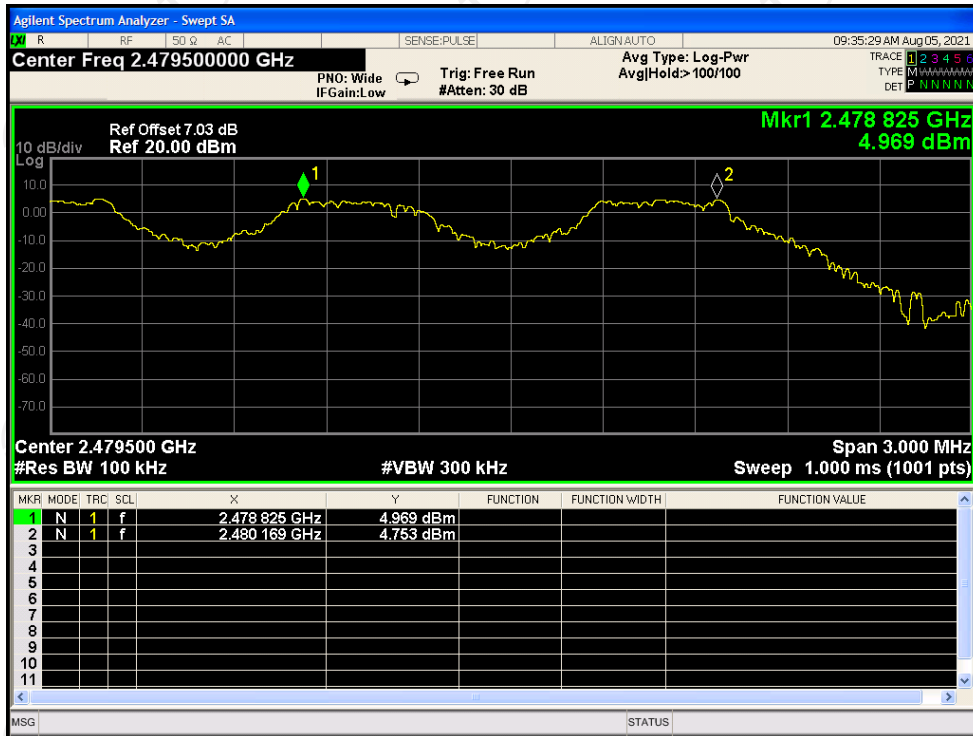 Agilent Spectrum Analyzer - Swept SA
LXI R RF 50 Ω AC SENSE:PULSE ALIGN AUTO 09:35:29 AM Aug 05, 2021
Center Freq 2.479500000 GHz
PNO: Wide
IFGain:Low
Trig: Free Run
#Atten: 30 dB
Avg Type: Log-Pwr
Avg|Hold:>100/100
TRACE 1 2 3 4 5 6
TYPE M
DET P N N N N N
Mkr1 2.478 825 GHz
4.969 dBm
Ref Offset 7.03 dB
10 dB/div Ref 20.00 dBm
Log
10.0
0.00
-10.0
-20.0
-30.0
-40.0
-50.0
-60.0
-70.0
1
2
Center 2.479500 GHz Span 3.000 MHz
#Res BW 100 kHz #VBW 300 kHz Sweep 1.000 ms (1001 pts)
MKR MODE TRC SCL X Y FUNCTION FUNCTION WIDTH FUNCTION VALUE
1 N 1 f 2.478 825 GHz 4.969 dBm
2 N 1 f 2.480 169 GHz 4.753 dBm
3
4
5
6
7
8
9
10
11
MSG STATUS